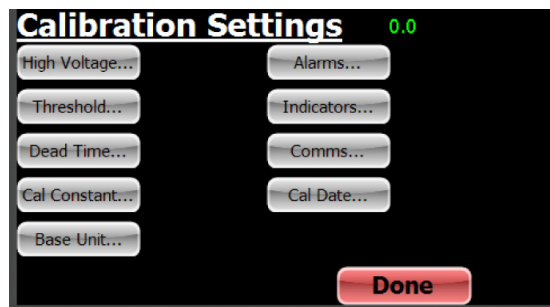 Calibration Settings 0.0
High Voltage... Alarms...
Threshold... Indicators...
Dead Time... Comms...
Cal Constant... Cal Date...
Base Unit...
Done